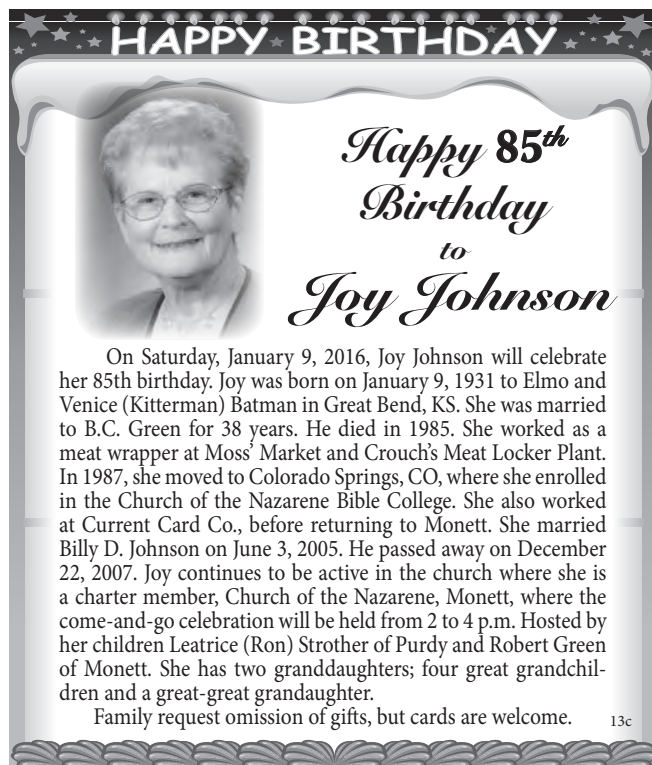 HAPPY BIRTHDAY
Happy 85th
Birthday
to
Joy Johnson
On Saturday, January 9, 2016, Joy Johnson will celebrate
her 85th birthday. Joy was born on January 9, 1931 to Elmo and
Venice (Kitterman) Batman in Great Bend, KS. She was married
to B.C. Green for 38 years. He died in 1985. She worked as a
meat wrapper at Moss’ Market and Crouch’s Meat Locker Plant.
In 1987, she moved to Colorado Springs, CO, where she enrolled
in the Church of the Nazarene Bible College. She also worked
at Current Card Co., before returning to Monett. She married
Billy D. Johnson on June 3, 2005. He passed away on December
22, 2007. Joy continues to be active in the church where she is
a charter member, Church of the Nazarene, Monett, where the
come-and-go celebration will be held from 2 to 4 p.m. Hosted by
her children Leatrice (Ron) Strother of Purdy and Robert Green
of Monett. She has two granddaughters; four great grandchil-
dren and a great-great grandaughter.
Family request omission of gifts, but cards are welcome. 13c